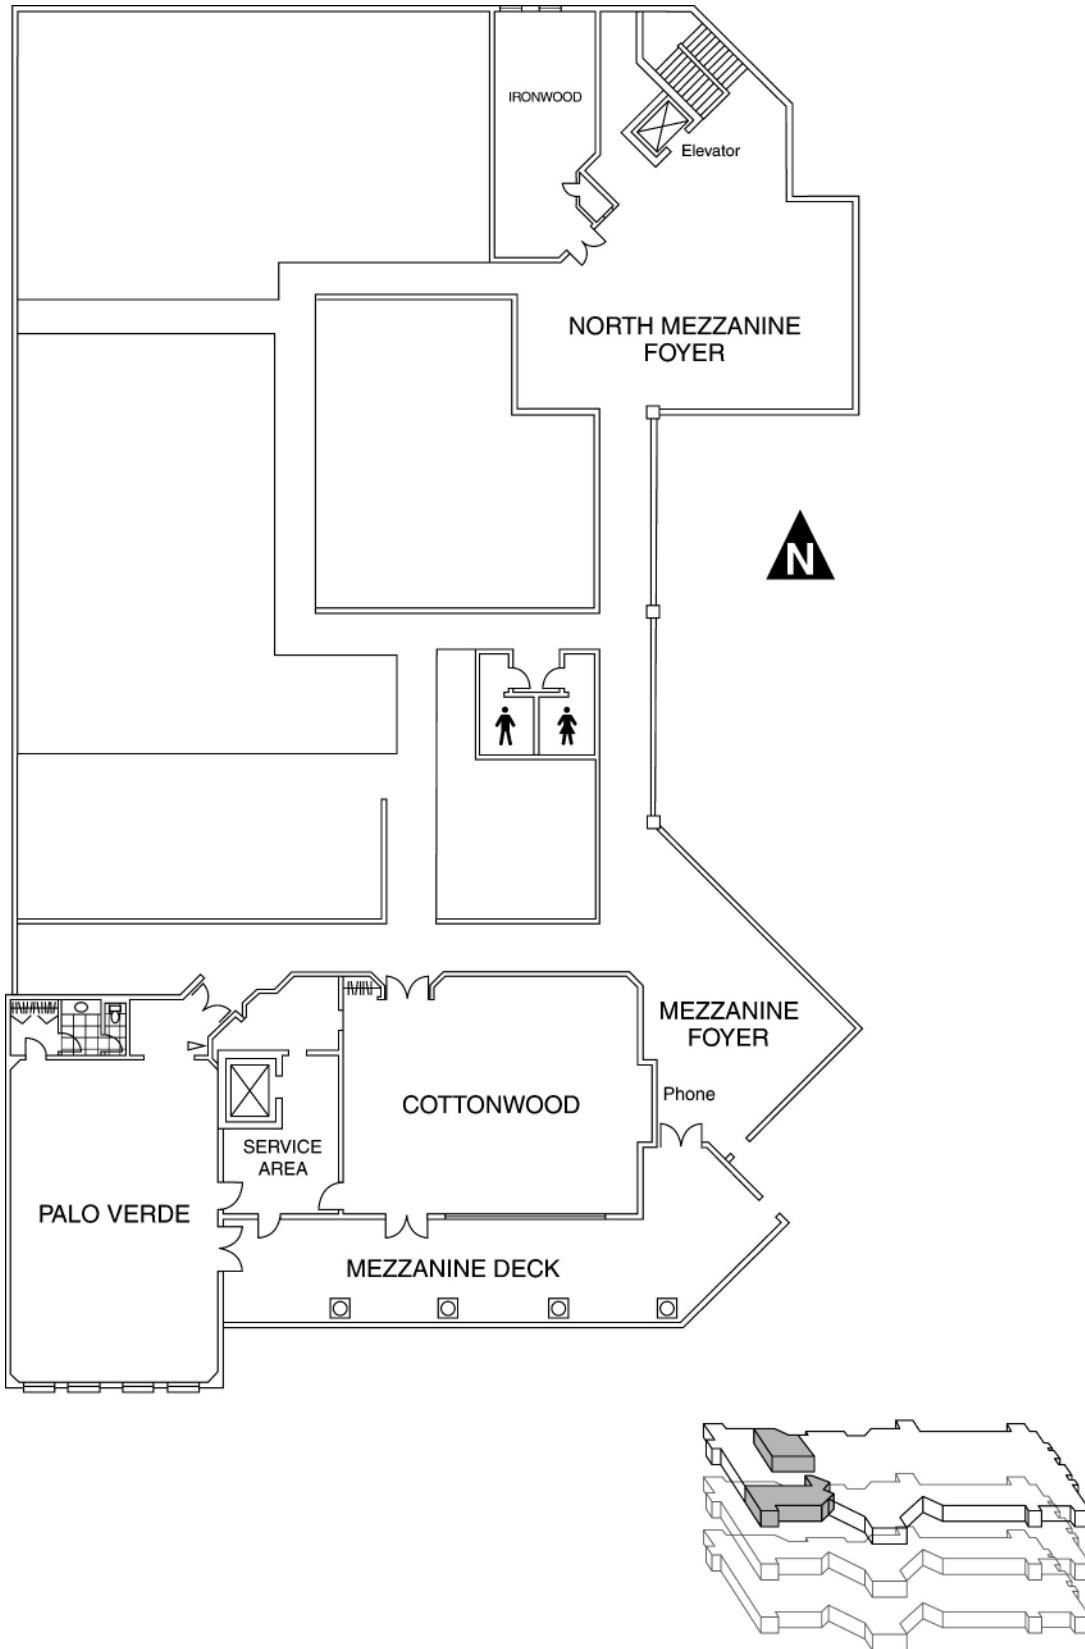 IRONWOOD
Elevator
NORTH MEZZANINE
FOYER
N
MEZZANINE
FOYER
Phone
COTTONWOOD
SERVICE
AREA
PALO VERDE
MEZZANINE DECK